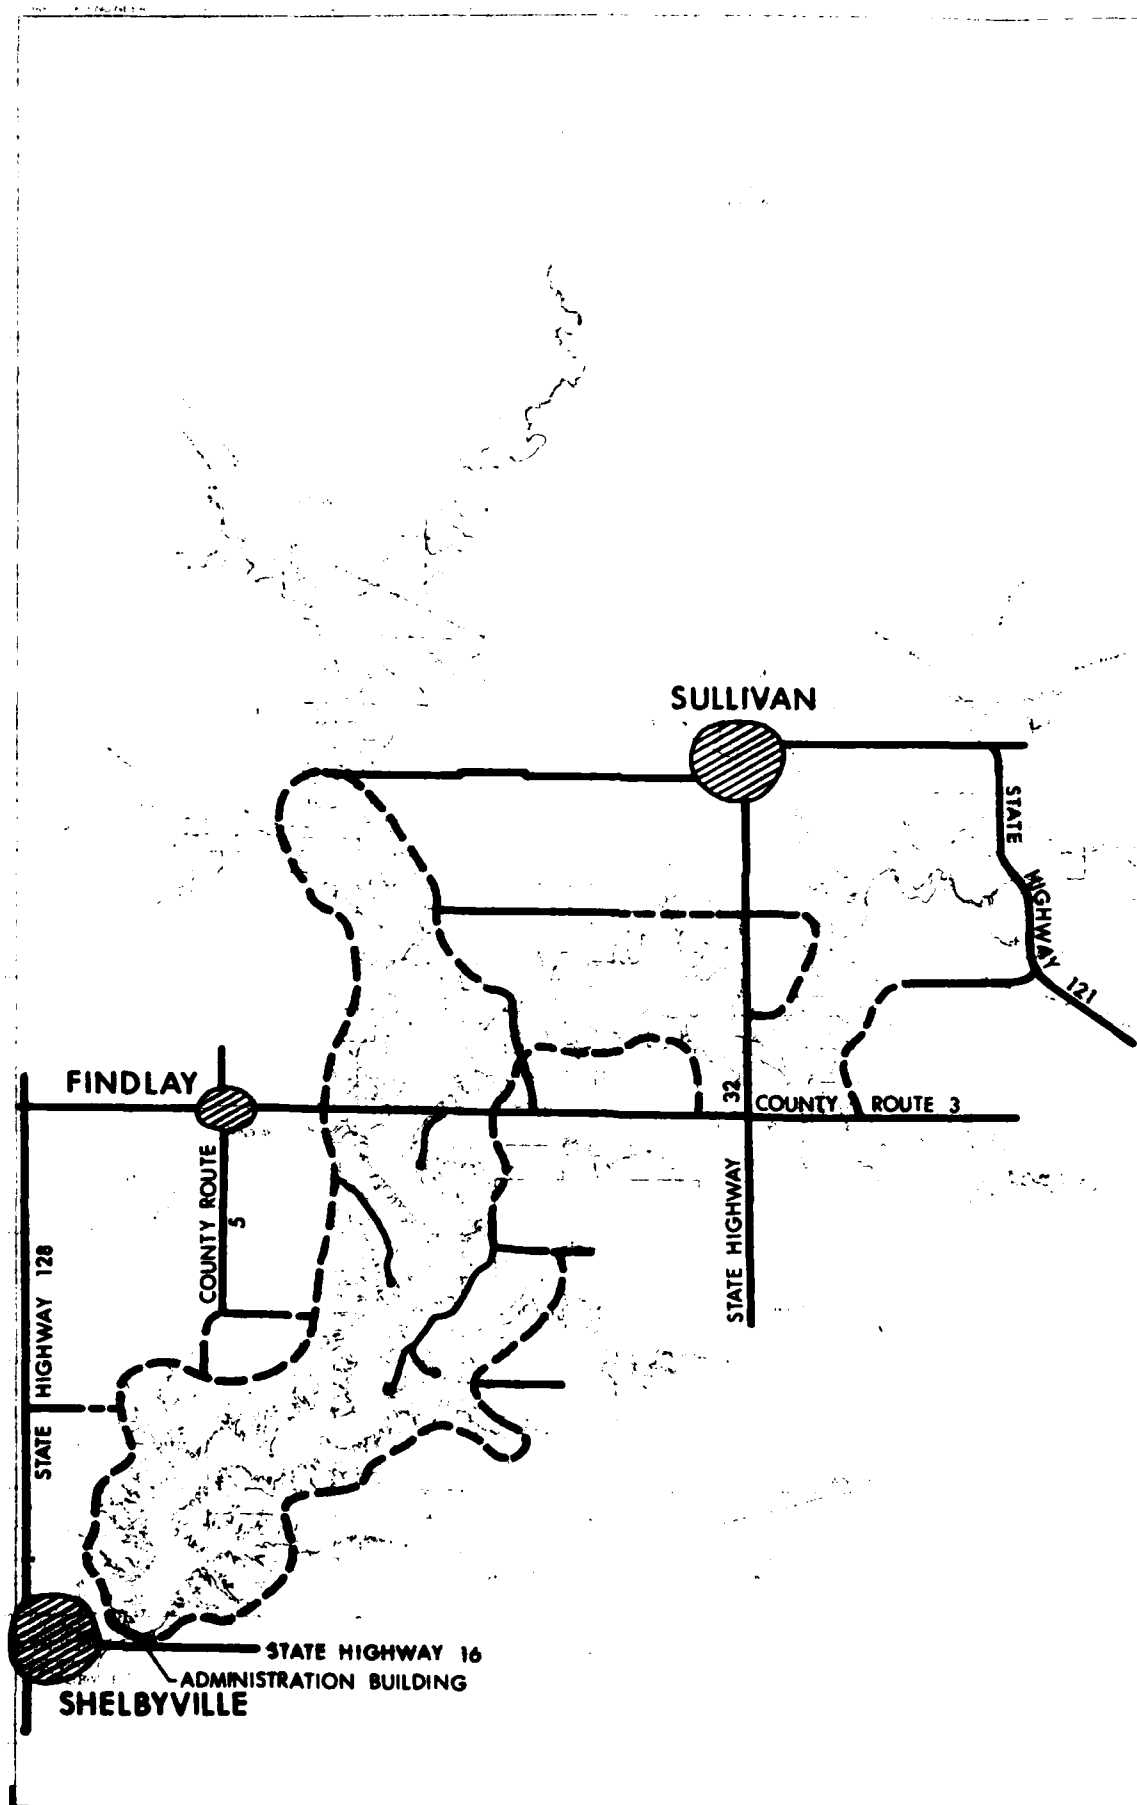 SULLIVAN
STATE HIGHWAY 121
FINDLAY
32
COUNTY ROUTE 3
COUNTY ROUTE 5
STATE HIGHWAY
STATE HIGHWAY 128
STATE HIGHWAY 16
ADMINISTRATION BUILDING
SHELBYVILLE